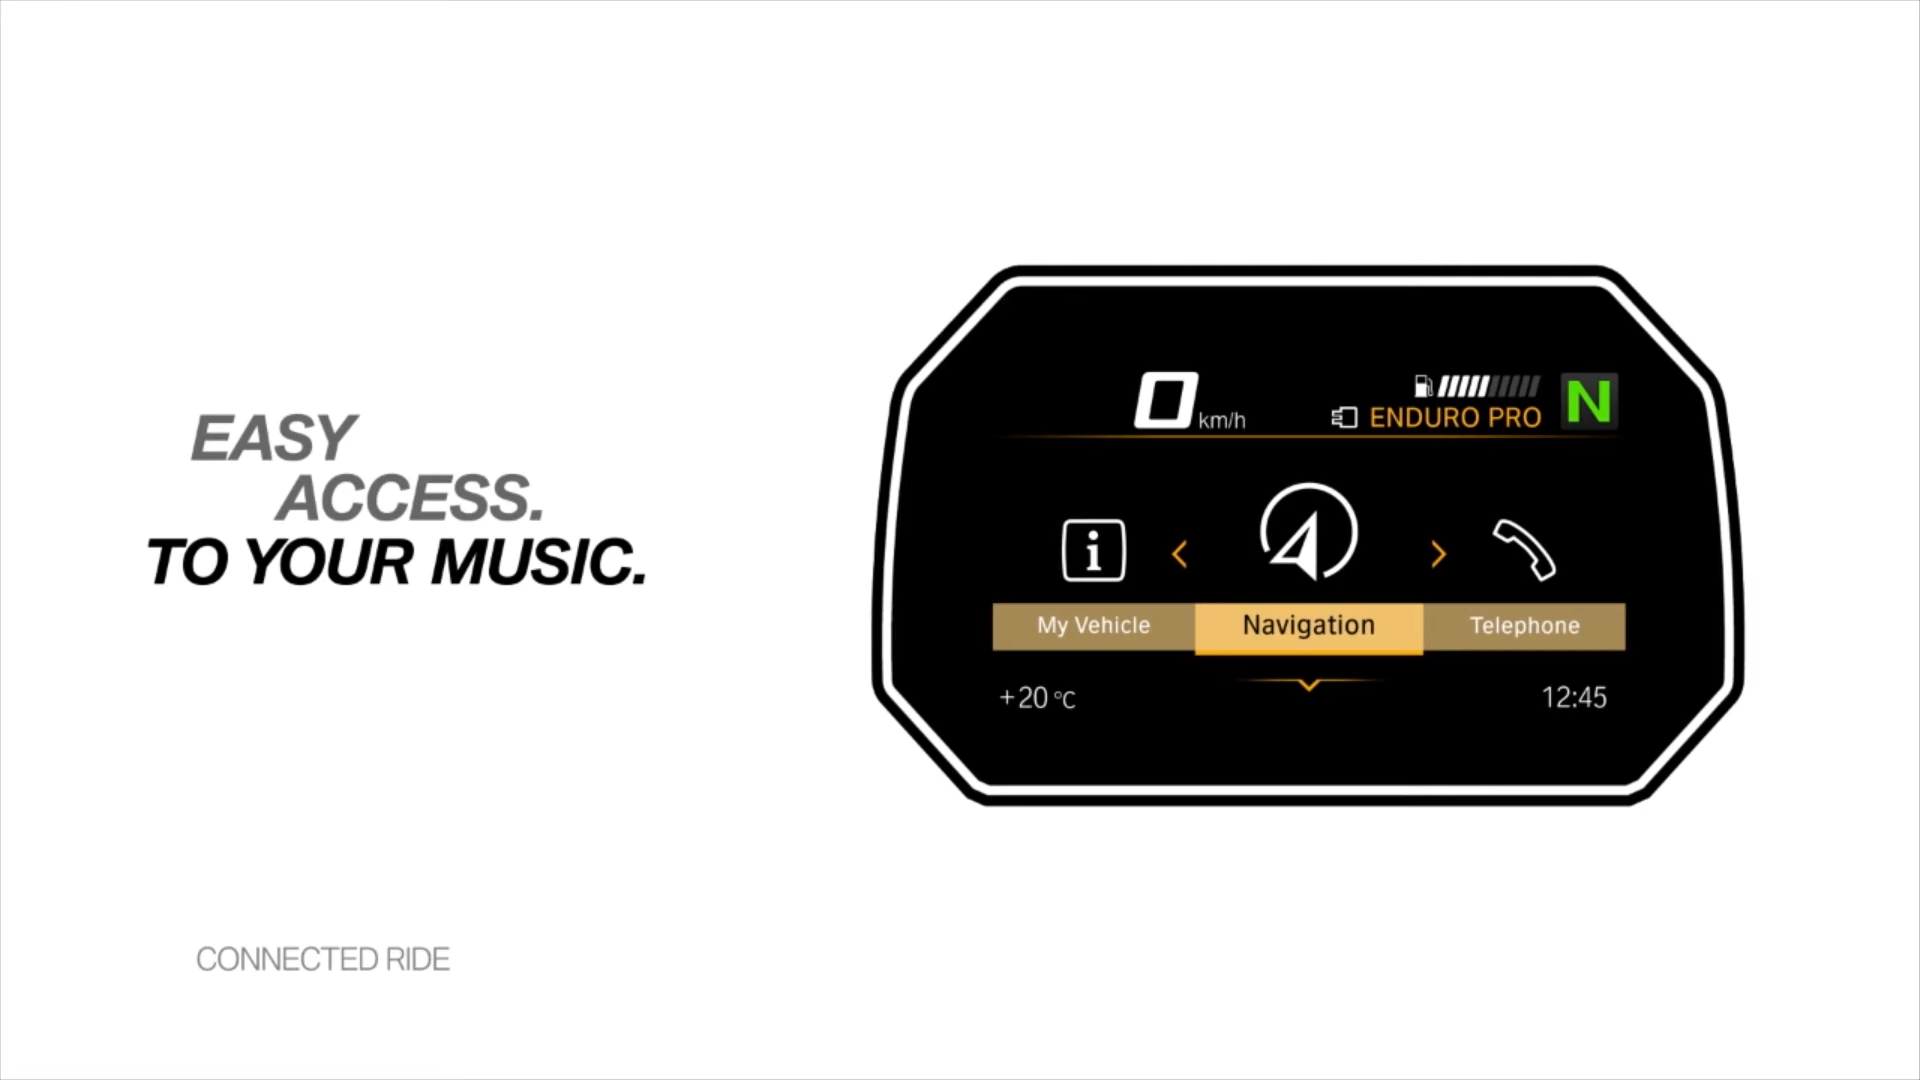 EASY
ACCESS.
TO YOUR MUSIC.
0 km/h
ENDURO PRO
N
My Vehicle
Navigation
Telephone
+20 °C
12:45
CONNECTED RIDE